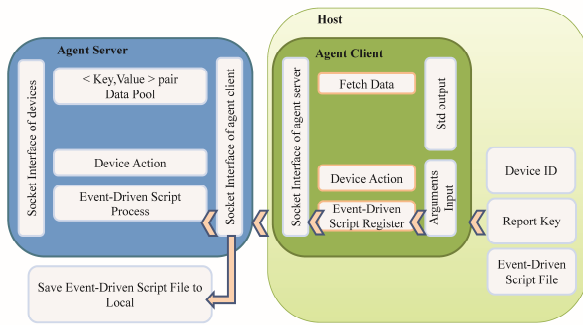 Host
Agent Server
Agent Client
Socket Interface of devices
< Key,Value > pair
Data Pool
Device Action
Event-Driven Script
Process
Socket Interface of agent client
Socket Interface of agent server
Fetch Data
Device Action
Event-Driven
Script Register
Std output
Arguments
Input
Device ID
Report Key
Event-Driven
Script File
Save Event-Driven Script File to
Local